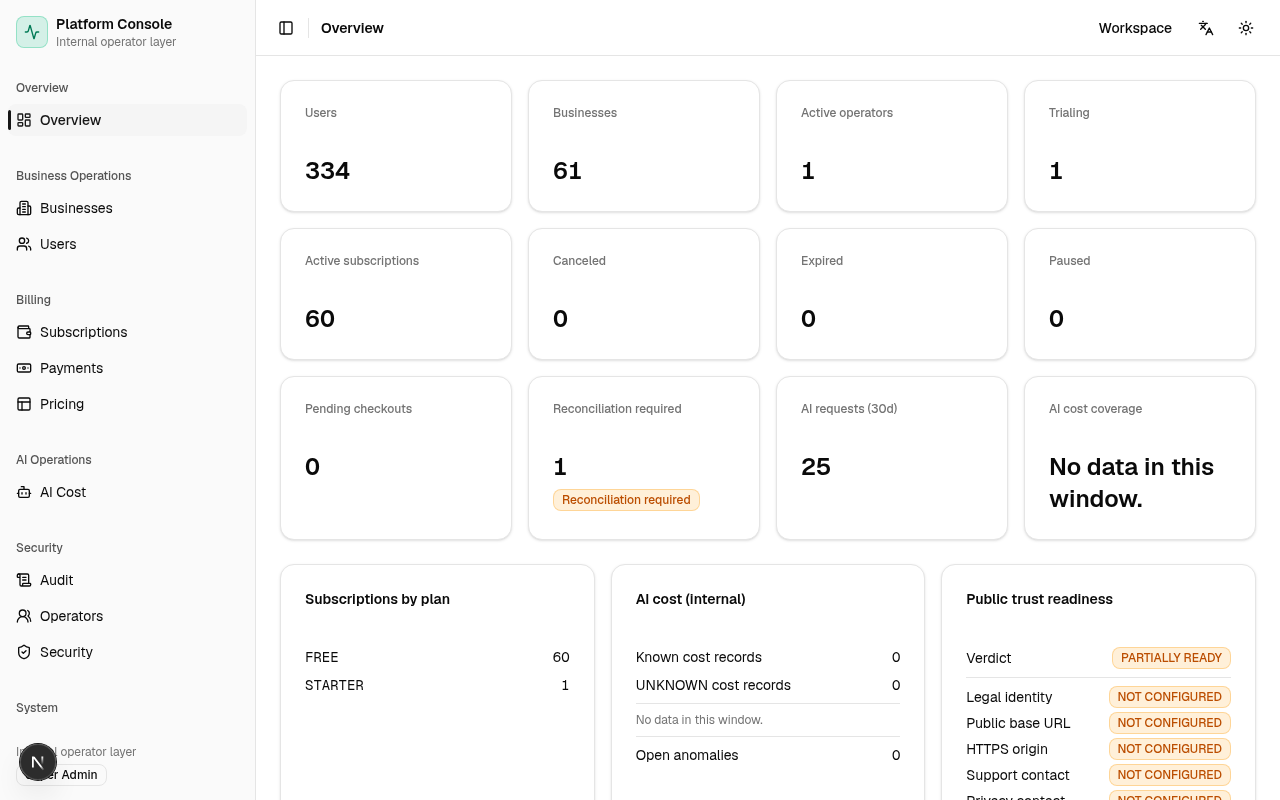 Platform Console
Internal operator layer
Overview
Overview
Business Operations
Businesses
Users
Billing
Subscriptions
Payments
Pricing
AI Operations
AI Cost
Security
Audit
Operators
Security
System
operator layer
Admin
N
Overview
Workspace
Users
334
Businesses
61
Active operators
1
Trialing
1
Active subscriptions
60
Canceled
0
Expired
0
Paused
0
Pending checkouts
0
Reconciliation required
1
Reconciliation required
AI requests (30d)
25
AI cost coverage
No data in this
window.
Subscriptions by plan
FREE 60
STARTER 1
AI cost (internal)
Known cost records 0
UNKNOWN cost records 0
No data in this window.
Open anomalies 0
Public trust readiness
Verdict PARTIALLY READY
Legal identity NOT CONFIGURED
Public base URL NOT CONFIGURED
HTTPS origin NOT CONFIGURED
Support contact NOT CONFIGURED
Privacy contact NOT CONFIGURED